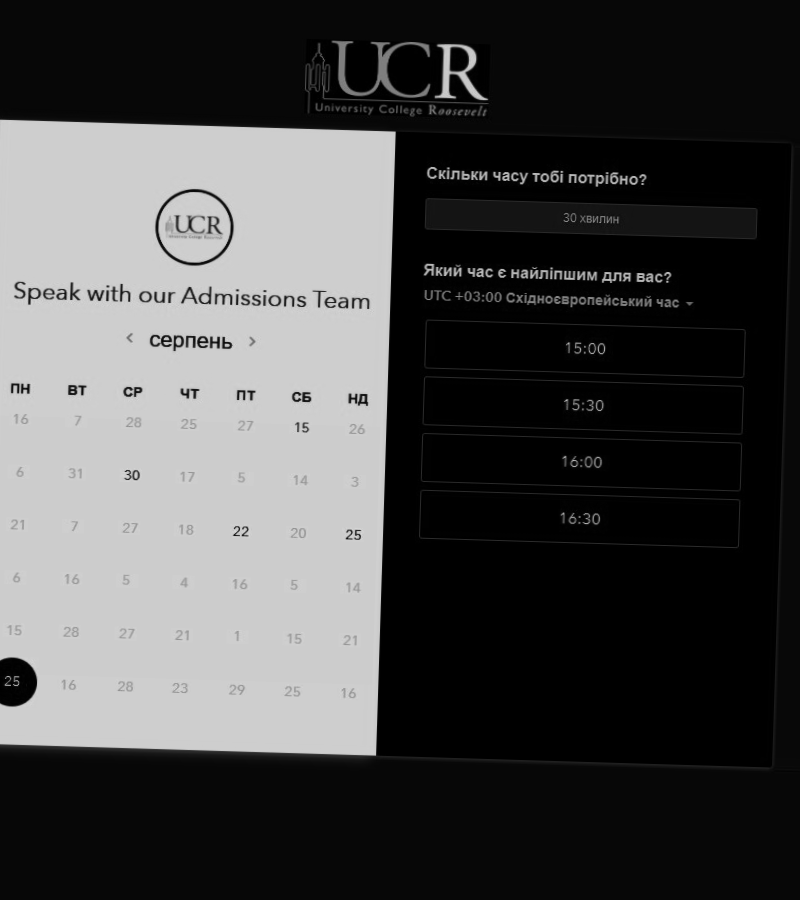 UCR
University College Roosevelt
UCR
Speak with our Admissions Team
серпень
ПН ВТ СР ЧТ ПТ СБ НД
16 7 28 25 27 15 26
6 31 30 17 5 14 3
21 7 27 18 22 20 25
6 16 5 4 16 5 14
15 28 27 21 1 15 21
25 16 28 23 29 25 16
Скільки часу тобі потрібно?
30 хвилин
Який час є найліпшим для вас?
UTC +03:00 Східноєвропейський час
15:00
15:30
16:00
16:30